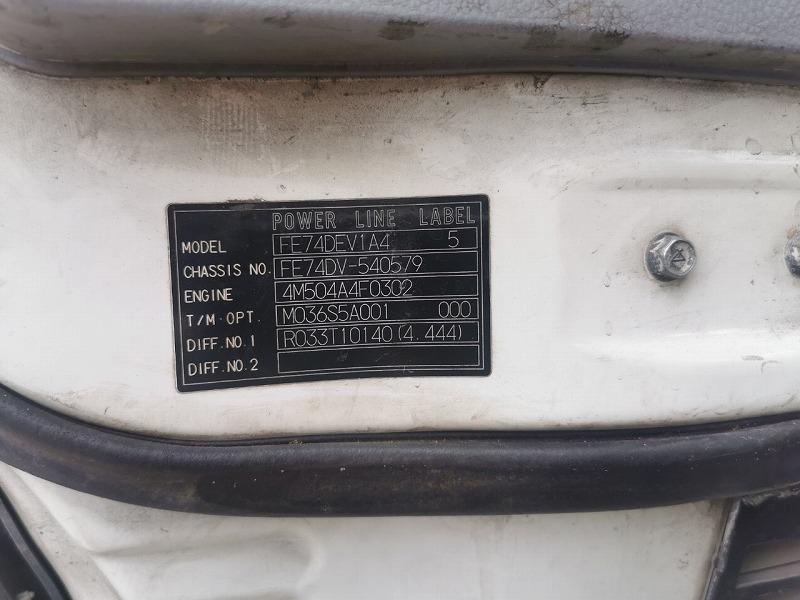 POWER LINE LABEL
MODEL FE74DEV1A4 5
CHASSIS NO. FE74DV-540579
ENGINE 4M504A4F0302
T/M·OPT. M036S5A001 000
DIFF.NO.1 R033T10140(4.444)
DIFF.NO.2